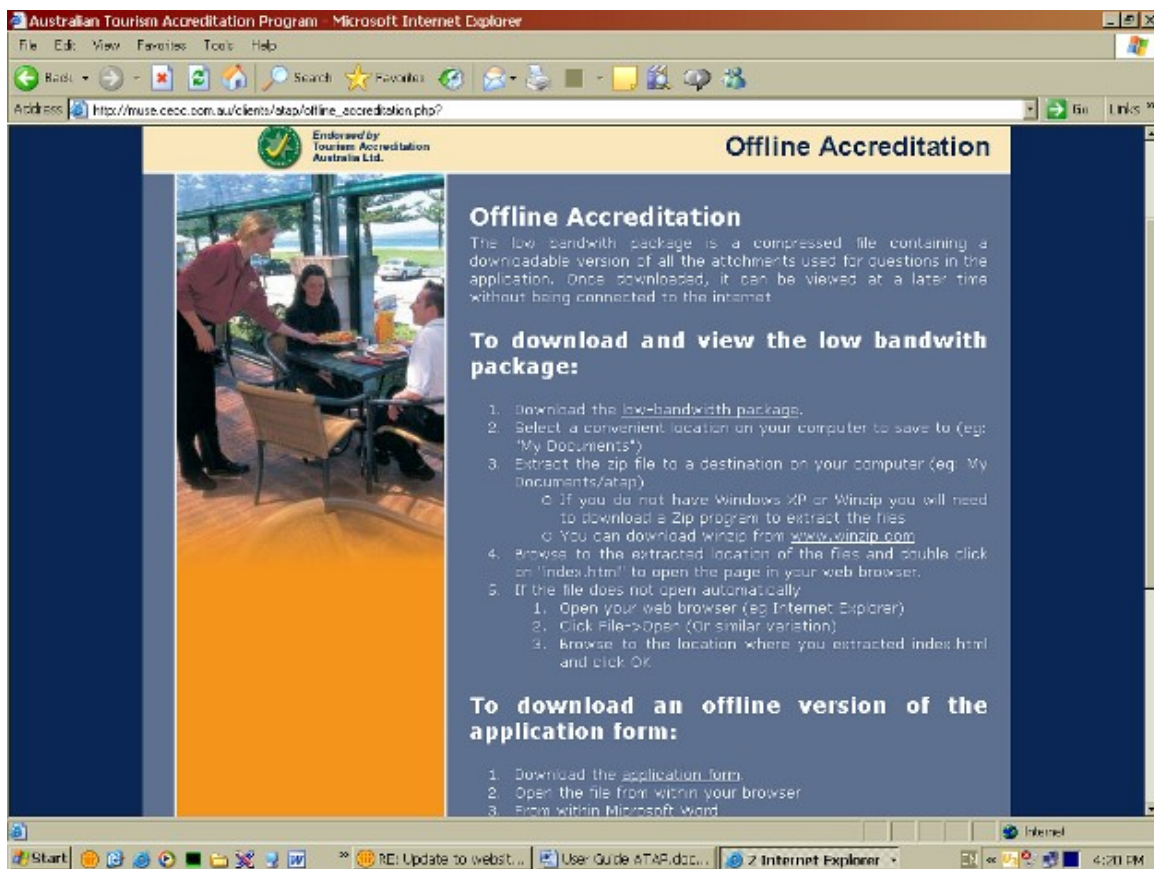 Australian Tourism Accreditation Program - Microsoft Internet Explorer
File Edit View Favorites Tools Help
Back Search Favorites
Address http://muse.cecc.com.au/clients/atap/offline_accreditation.php? Go Links
Endorsed by
Tourism Accreditation
Australia Ltd.
Offline Accreditation
Offline Accreditation
The low bandwith package is a compressed file containing a
downloadable version of all the attchments used for questions in the
application. Once downloaded, it can be viewed at a later time
without being connected to the internet
To download and view the low bandwith
package:
1. Download the low-bandwidth package.
2. Select a convenient location on your computer to save to (eg:
"My Documents")
3. Extract the zip file to a destination on your computer (eg: My
Documents/atap)
o If you do not have Windows XP or Winzip you will need
to download a Zip program to extract the files
o You can download winzip from www.winzip.com
4. Browse to the extracted location of the files and double click
on "index.html" to open the page in your web browser.
5. If the file does not open automatically
1. Open your web browser (eg Internet Explorer)
2. Click File->Open (Or similar variation)
3. Browse to the location where you extracted index.html
and click OK
To download an offline version of the
application form:
1. Download the application form.
2. Open the file from within your browser
3. From within Microsoft Word
Internet
Start RE: Update to websit... User Guide ATAP.doc... 2 Internet Explorer EN 4:20 PM